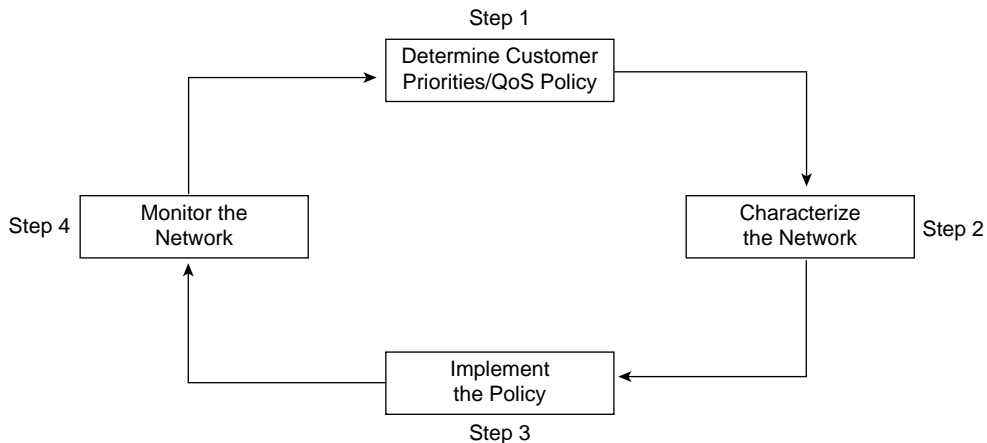 Step 1
Determine Customer
Priorities/QoS Policy
Step 4
Monitor the
Network
Characterize
the Network
Step 2
Implement
the Policy
Step 3